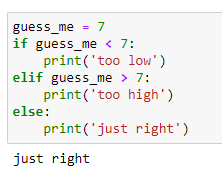 guess_me = 7
if guess_me < 7:
    print('too low')
elif guess_me > 7:
    print('too high')
else:
    print('just right')
just right